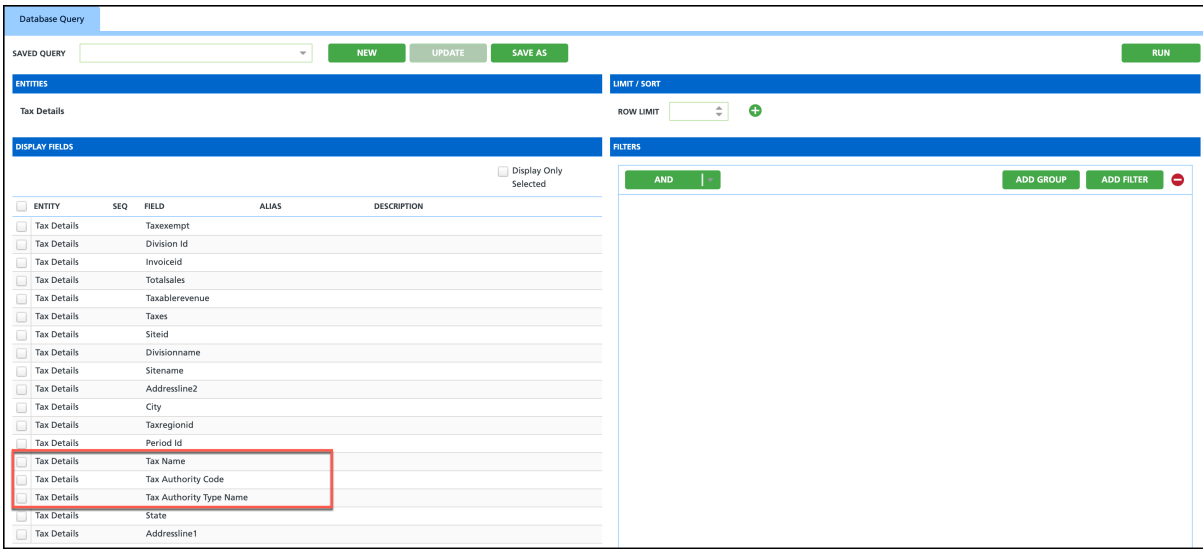 Database Query
SAVED QUERY NEW UPDATE SAVE AS RUN
ENTITIES
Tax Details
LIMIT / SORT
ROW LIMIT
DISPLAY FIELDS
Display Only
Selected
ENTITY SEQ FIELD ALIAS DESCRIPTION
Tax Details Taxexempt
Tax Details Division Id
Tax Details Invoiceid
Tax Details Totalsales
Tax Details Taxablerevenue
Tax Details Taxes
Tax Details Siteid
Tax Details Divisionname
Tax Details Sitename
Tax Details Addressline2
Tax Details City
Tax Details Taxregionid
Tax Details Period Id
Tax Details Tax Name
Tax Details Tax Authority Code
Tax Details Tax Authority Type Name
Tax Details State
Tax Details Addressline1
FILTERS
AND ADD GROUP ADD FILTER